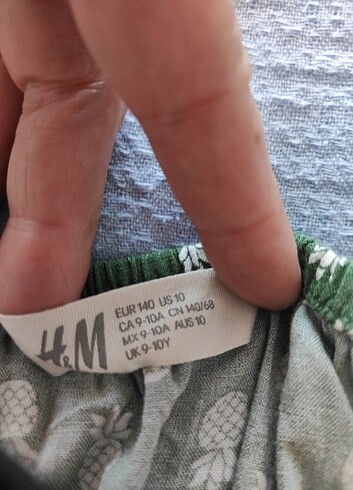 H&M
EUR 140 US 10
CA 9-10A CN 140/68
MX 9-10A AUS 10
UK 9-10Y